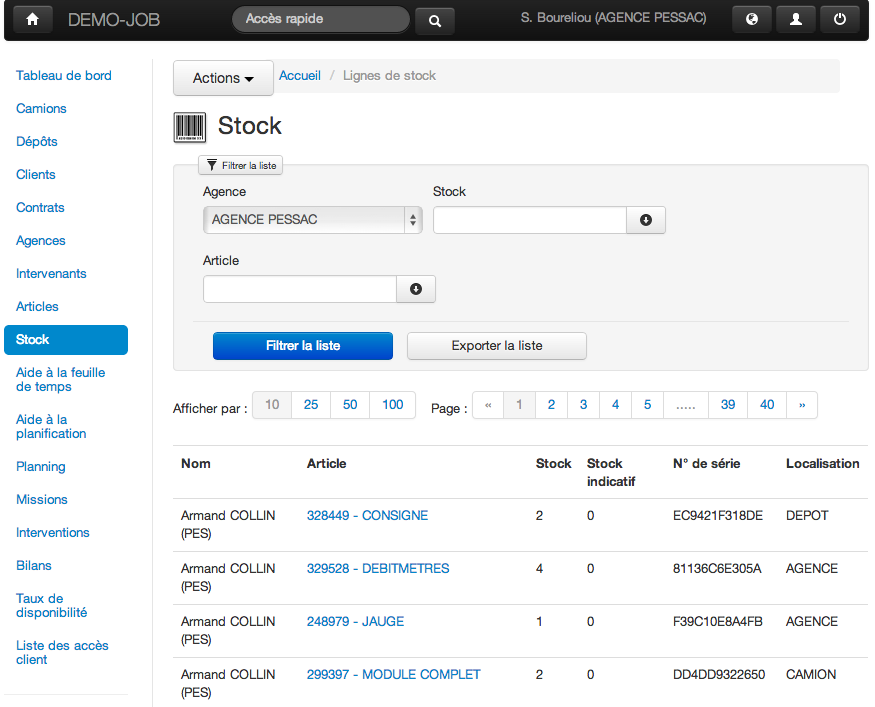 DEMO-JOB
Accès rapide
S. Boureliou (AGENCE PESSAC)
Tableau de bord
Camions
Dépôts
Clients
Contrats
Agences
Intervenants
Articles
Stock
Aide à la feuille
de temps
Aide à la
planification
Planning
Missions
Interventions
Bilans
Taux de
disponibilité
Liste des accès
client
Actions
Accueil / Lignes de stock
Stock
Filtrer la liste
Agence
Stock
AGENCE PESSAC
Article
Filtrer la liste
Exporter la liste
Afficher par : 10 25 50 100 Page : « 1 2 3 4 5 ..... 39 40 »
Nom Article Stock Stock N° de série Localisation
indicatif
Armand COLLIN 328449 - CONSIGNE 2 0 EC9421F318DE DEPOT
(PES)
Armand COLLIN 329528 - DEBITMETRES 4 0 81136C6E305A AGENCE
(PES)
Armand COLLIN 248979 - JAUGE 1 0 F39C10E8A4FB AGENCE
(PES)
Armand COLLIN 299397 - MODULE COMPLET 2 0 DD4DD9322650 CAMION
(PES)